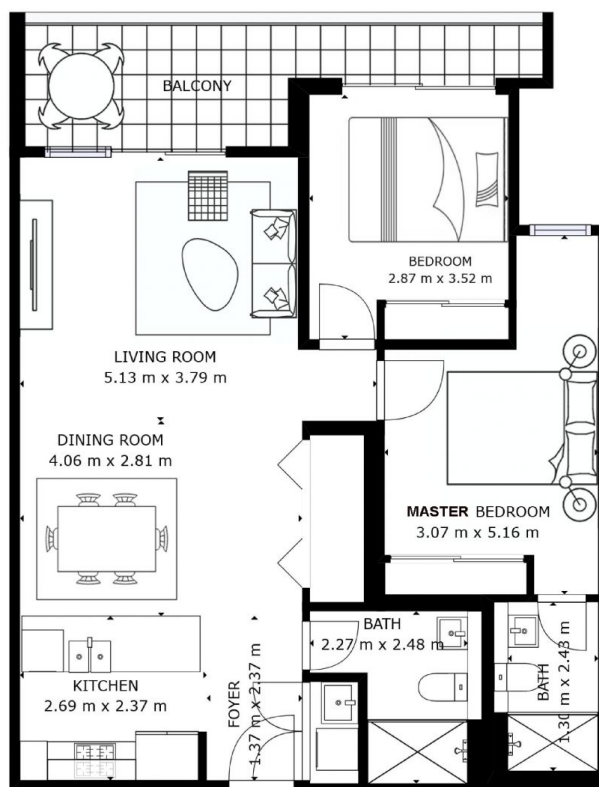 BALCONY
BEDROOM
2.87 m x 3.52 m
LIVING ROOM
5.13 m x 3.79 m
DINING ROOM
4.06 m x 2.81 m
MASTER BEDROOM
3.07 m x 5.16 m
BATH
2.27 m x 2.48 m
KITCHEN
2.69 m x 2.37 m
FOYER
1.37 m x 2.37 m
BATH
1.30 m x 2.43 m